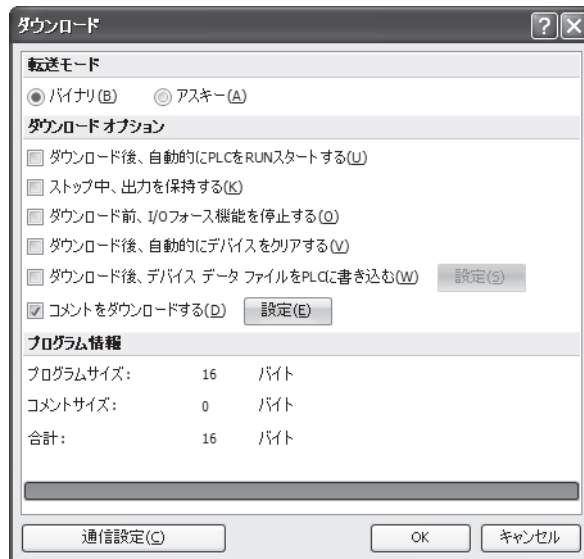 ダウンロード
転送モード
バイナリ(B) アスキー(A)
ダウンロード オプション
ダウンロード後、自動的にPLCをRUNスタートする(U)
ストップ中、出力を保持する(K)
ダウンロード前、I/Oフォース機能を停止する(O)
ダウンロード後、自動的にデバイスをクリアする(V)
ダウンロード後、デバイス データ ファイルをPLCに書き込む(W) 設定(S)
コメントをダウンロードする(D) 設定(E)
プログラム情報
プログラムサイズ: 16 バイト
コメントサイズ: 0 バイト
合計: 16 バイト
通信設定(C) OK キャンセル